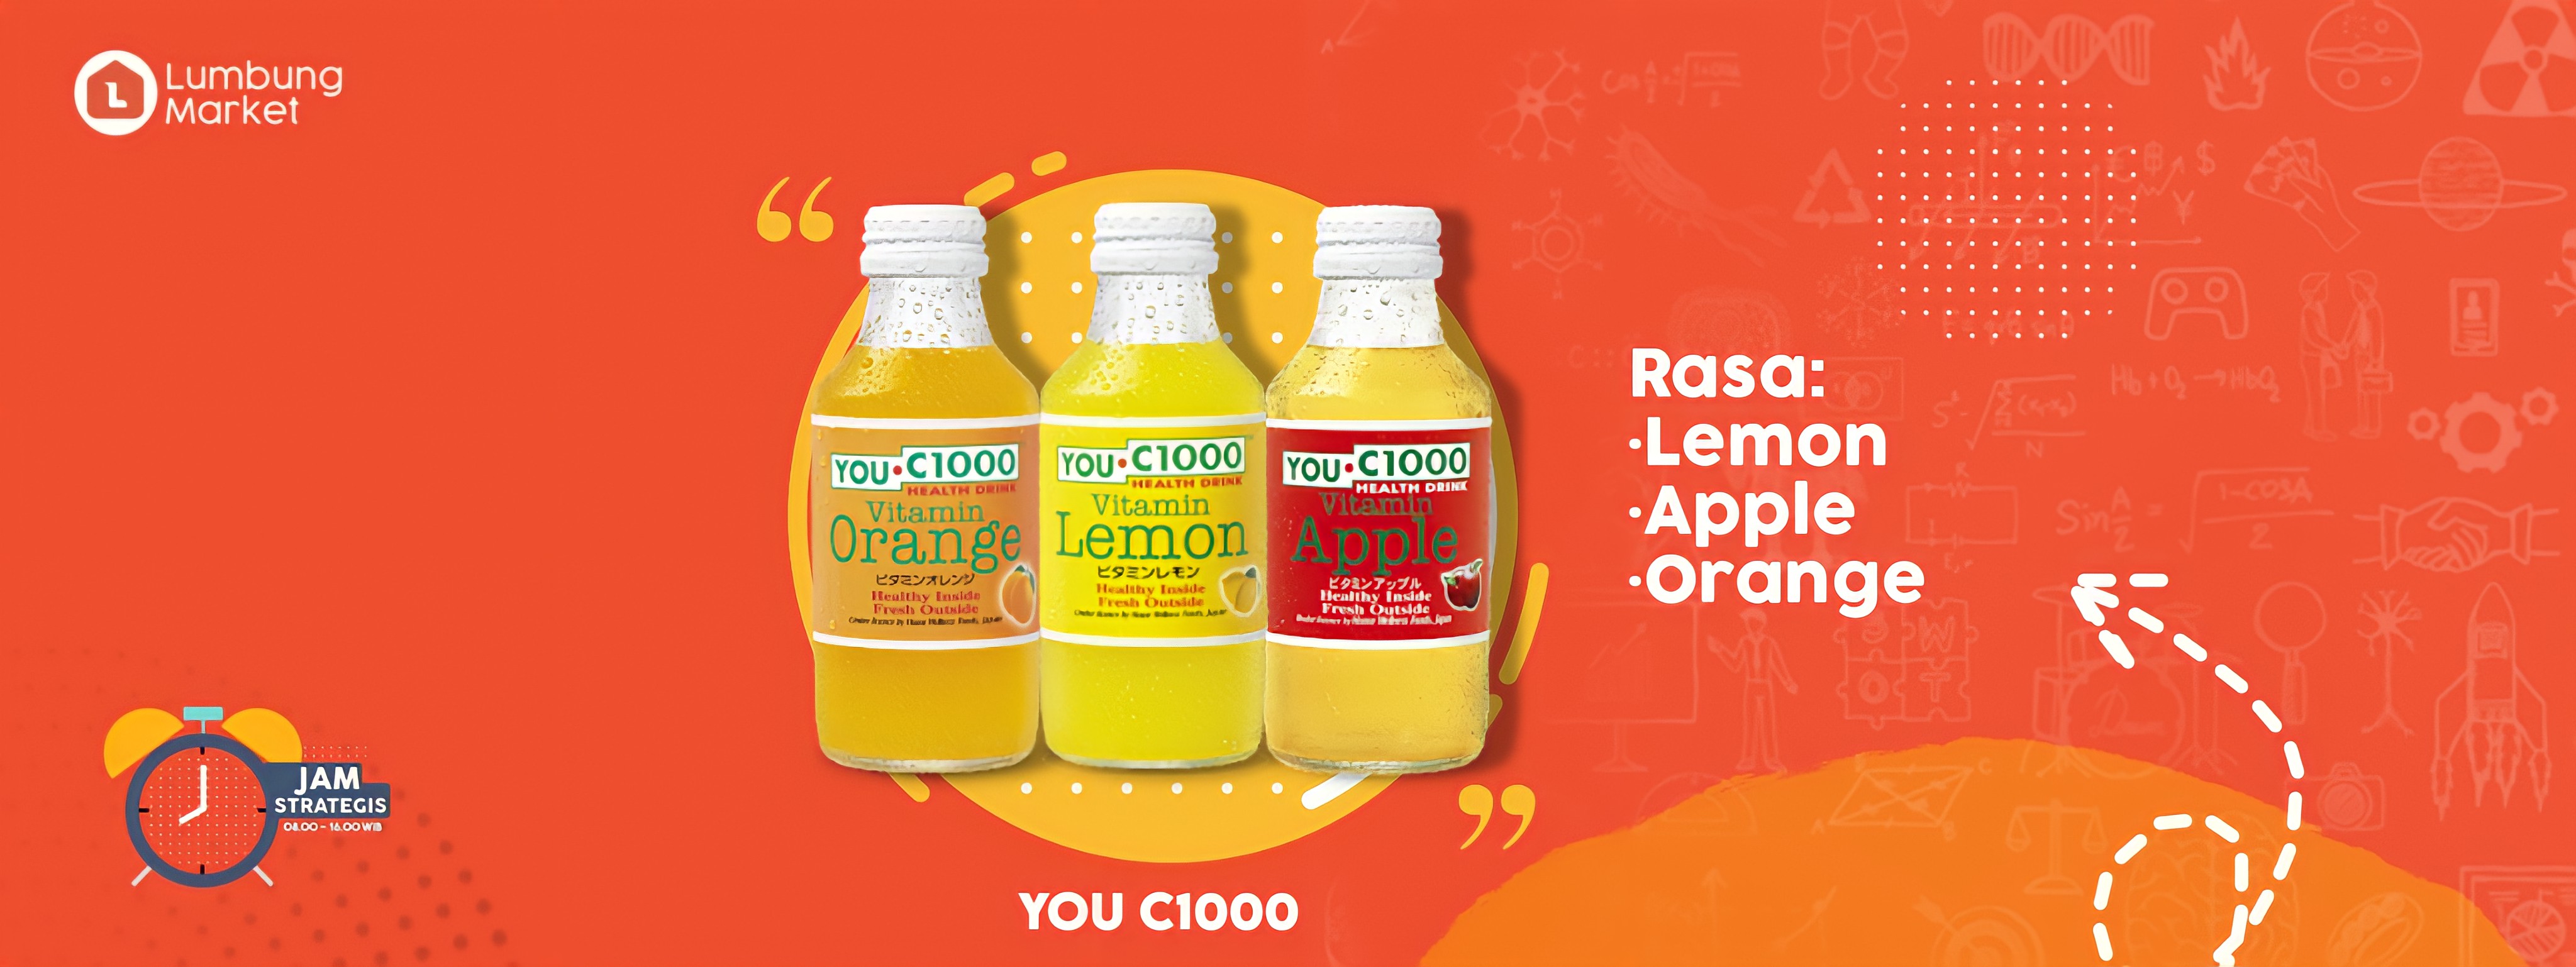 Lumbung
Market
YOU•C1000
HEALTH DRINK
Vitamin
Orange
ビタミンオレンジ
Healthy Inside
Fresh Outside
YOU•C1000
HEALTH DRINK
Vitamin
Lemon
ビタミンレモン
Healthy Inside
Fresh Outside
YOU•C1000
HEALTH DRINK
Vitamin
Apple
ビタミンアップル
Healthy Inside
Fresh Outside
Rasa:
•Lemon
•Apple
•Orange
JAM
STRATEGIS
08.00 - 16.00 WIB
YOU C1000